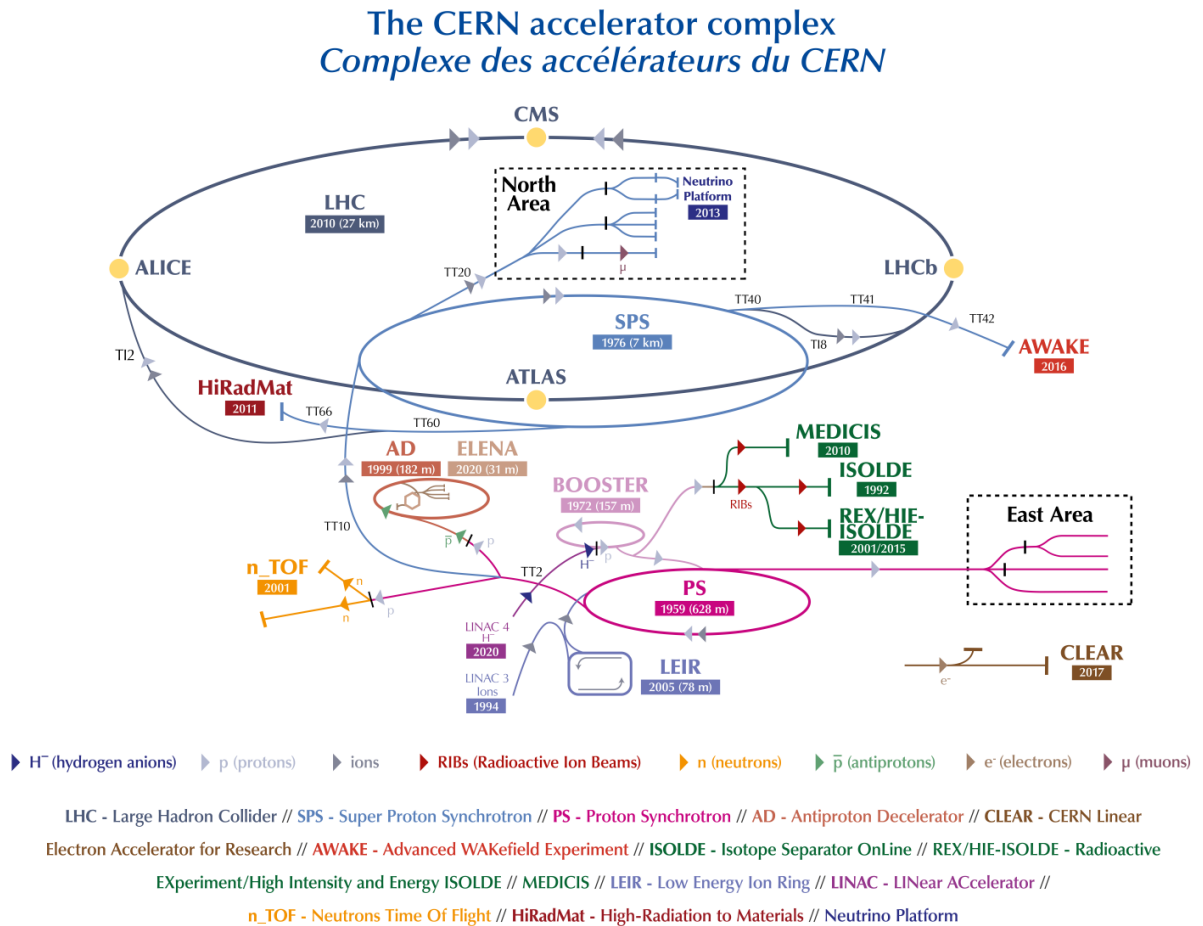 The CERN accelerator complex
Complexe des accélérateurs du CERN
CMS
North
Area
Neutrino
Platform
2013
LHC
2010 (27 km)
μ
ALICE
LHCb
TT20
TT40
TT41
TT42
SPS
1976 (7 km)
TI8
TI2
AWAKE
2016
ATLAS
HiRadMat
2011
TT66
TT60
MEDICIS
2010
AD
1999 (182 m)
ELENA
2020 (31 m)
BOOSTER
1972 (157 m)
ISOLDE
1992
RIBs
REX/HIE-
ISOLDE
2001/2015
East Area
TT10
p̅
p
H⁻
p
n_TOF
2001
n
n
p
TT2
PS
1959 (628 m)
LINAC 4
H⁻
2020
LINAC 3
Ions
1994
LEIR
2005 (78 m)
CLEAR
2017
e⁻
H⁻ (hydrogen anions)
p (protons)
ions
RIBs (Radioactive Ion Beams)
n (neutrons)
p̅ (antiprotons)
e⁻ (electrons)
μ (muons)
LHC - Large Hadron Collider // SPS - Super Proton Synchrotron // PS - Proton Synchrotron // AD - Antiproton Decelerator // CLEAR - CERN Linear
Electron Accelerator for Research // AWAKE - Advanced WAKefield Experiment // ISOLDE - Isotope Separator OnLine // REX/HIE-ISOLDE - Radioactive
EXperiment/High Intensity and Energy ISOLDE // MEDICIS // LEIR - Low Energy Ion Ring // LINAC - LINear ACcelerator //
n_TOF - Neutrons Time Of Flight // HiRadMat - High-Radiation to Materials // Neutrino Platform